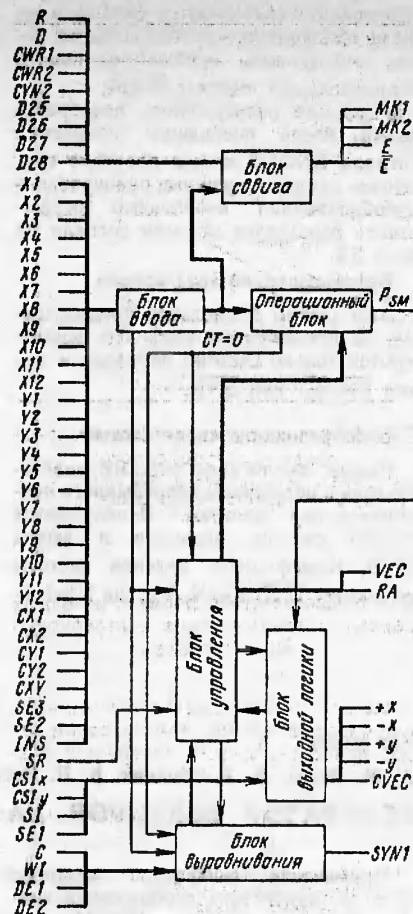 R
D
CWR1
CWR2
CYN2
D25
D26
D27
D28
X1
X2
X3
X4
X5
X6
X7
X8
X9
X10
X11
X12
Y1
Y2
Y3
Y4
Y5
Y6
Y7
Y8
Y9
Y10
Y11
Y12
CX1
CX2
CY1
CY2
CXY
SE3
SE2
INS
SR
CSIx
CSIy
SI
SE1
C
WI
DE1
DE2
Блок
сдвига
MK1
MK2
E
E̅
Блок
ввода
Операционный
блок
PSM
CT=0
Блок
управления
Блок
выходной логики
VEC
RA
+x
-x
+y
-y
CVEC
Блок
выравнивания
SYN1